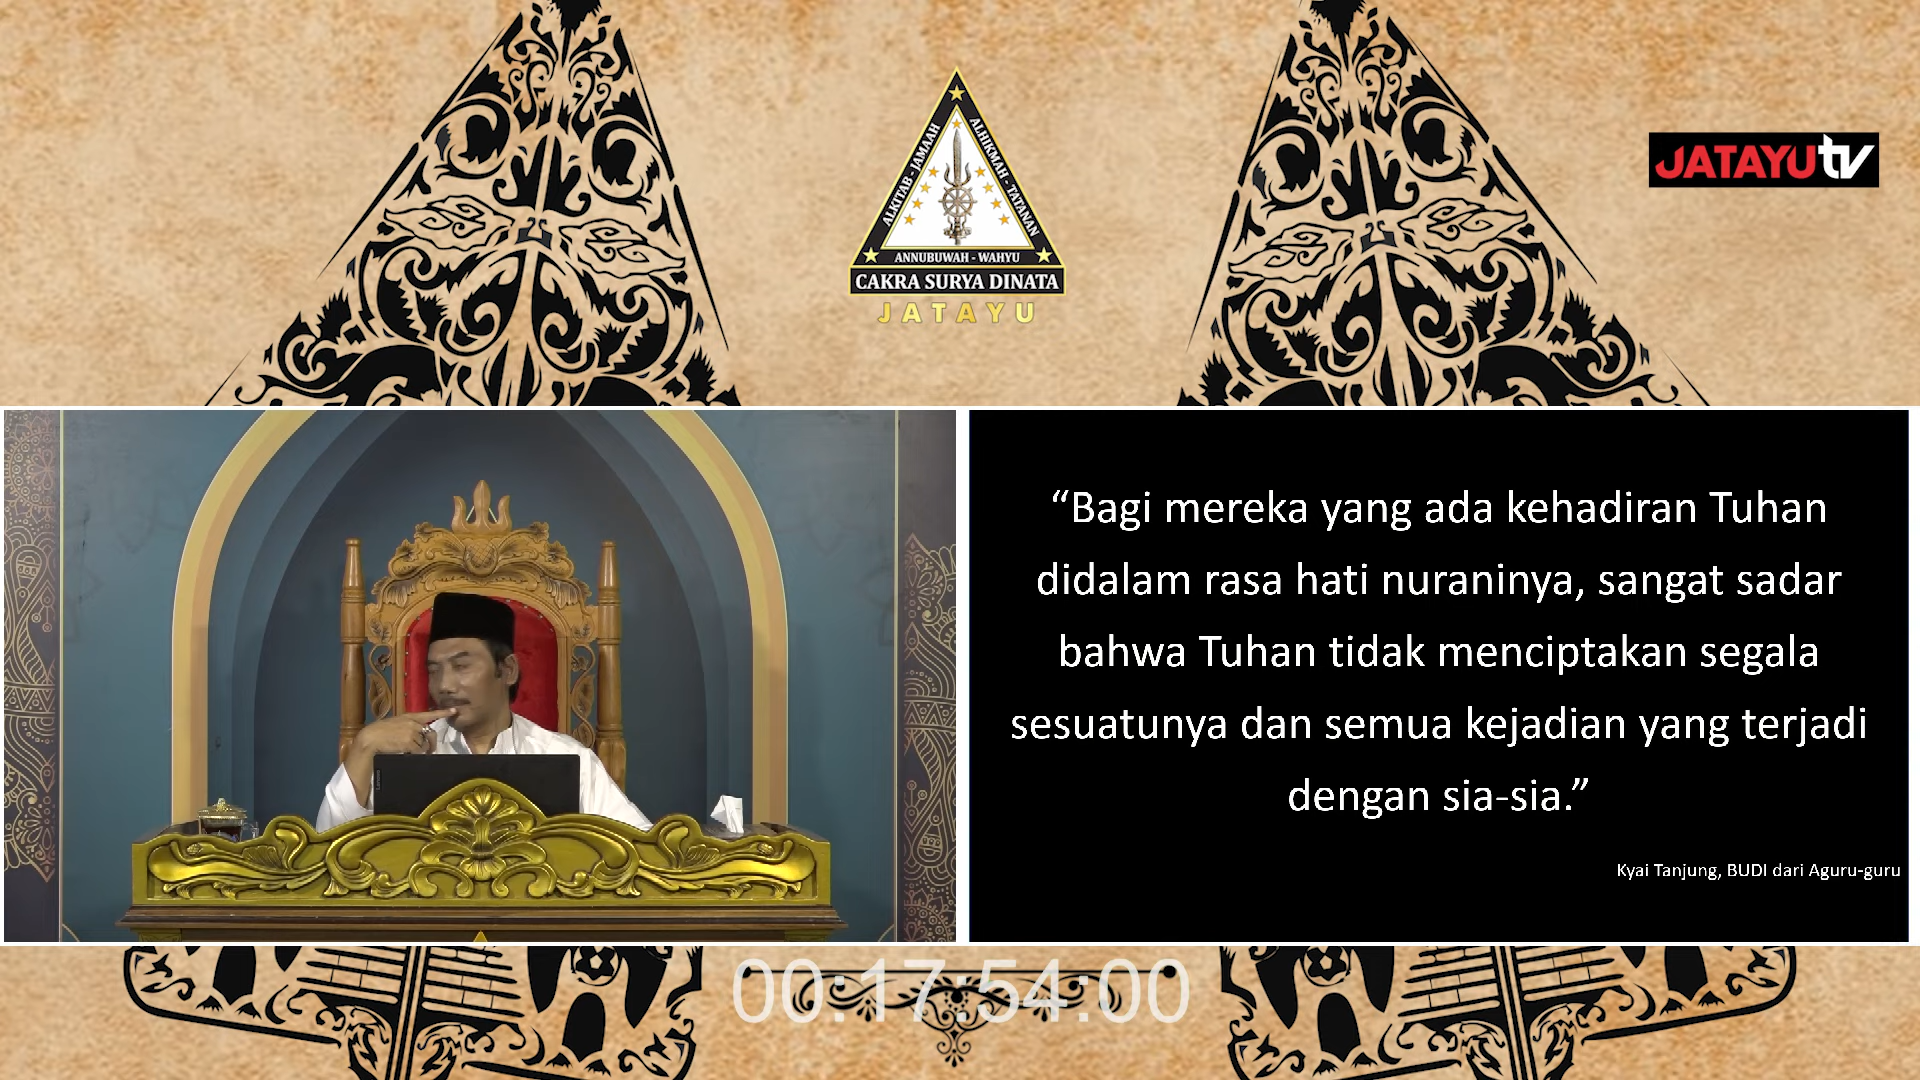 ALKITAB - JAMAAH
ALHIKMAH - TATANAN
ANNUBUWAH - WAHYU
CAKRA SURYA DINATA
JATAYU
JATAYUtv
“Bagi mereka yang ada kehadiran Tuhan
didalam rasa hati nuraninya, sangat sadar
bahwa Tuhan tidak menciptakan segala
sesuatunya dan semua kejadian yang terjadi
dengan sia-sia.”
Kyai Tanjung, BUDI dari Aguru-guru
00:17:54:00